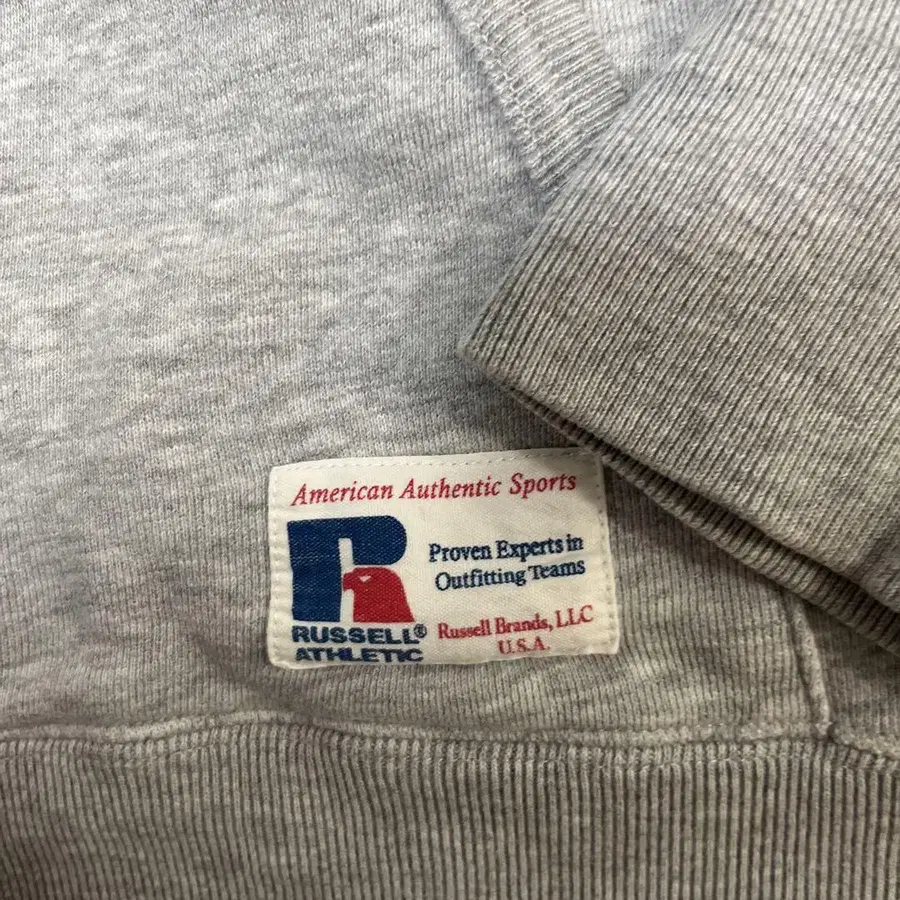 American Authentic Sports
R
Proven Experts in
Outfitting Teams
RUSSELL®
ATHLETIC
Russell Brands, LLC
U.S.A.